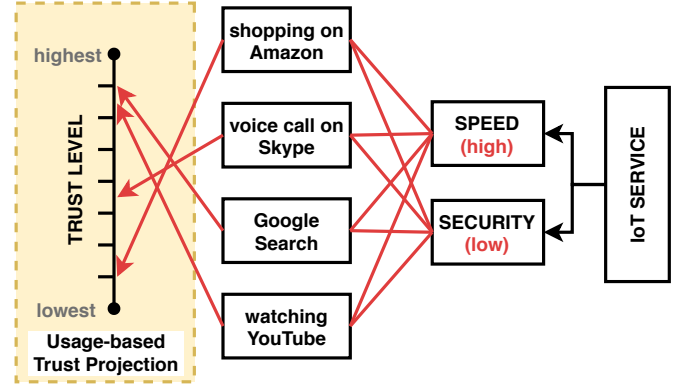 highest
TRUST LEVEL
lowest
Usage-based
Trust Projection
shopping on
Amazon
voice call on
Skype
Google
Search
watching
YouTube
SPEED
(high)
SECURITY
(low)
IoT SERVICE